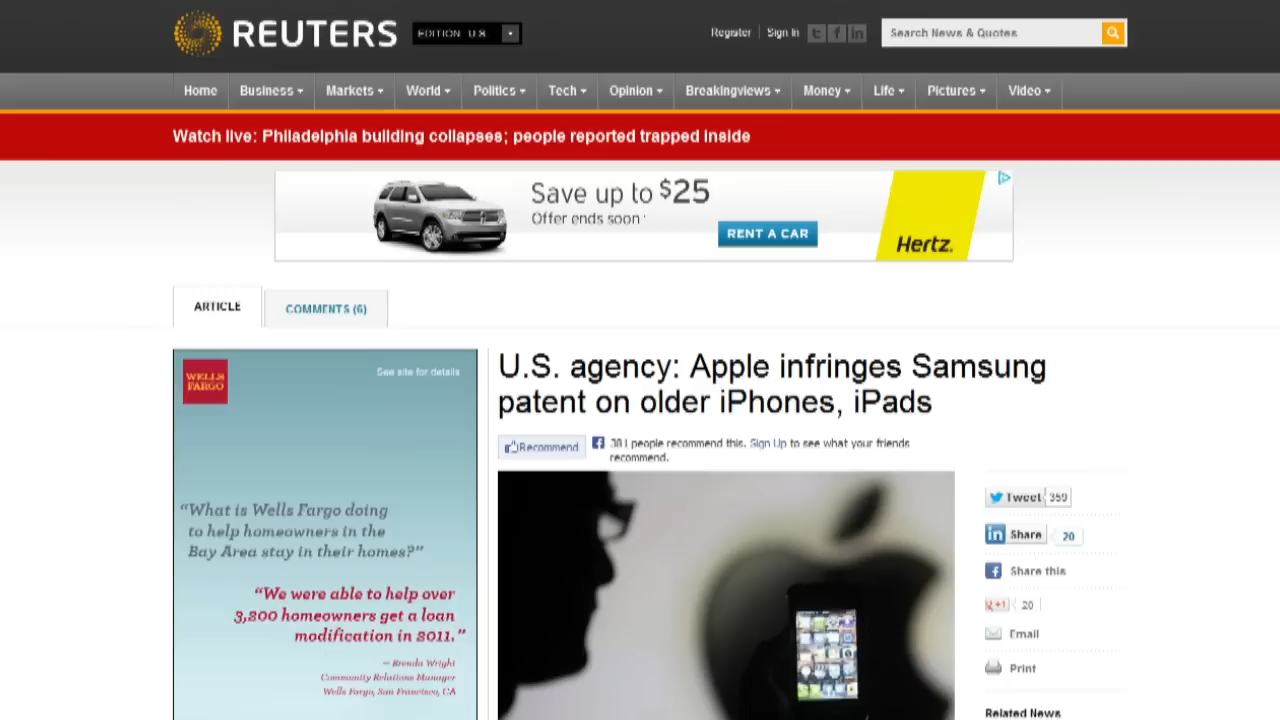 REUTERS
EDITION U.S.
Register
Sign In
Search News & Quotes
Home
Business
Markets
World
Politics
Tech
Opinion
Breakingviews
Money
Life
Pictures
Video
Watch live: Philadelphia building collapses; people reported trapped inside
Save up to $25
Offer ends soon
RENT A CAR
Hertz.
ARTICLE
COMMENTS (6)
WELLS
FARGO
See site for details
“What is Wells Fargo doing
to help homeowners in the
Bay Area stay in their homes?”
“We were able to help over
3,200 homeowners get a loan
modification in 2011.”
— Brenda Wright
Community Relations Manager
Wells Fargo, San Francisco, CA
U.S. agency: Apple infringes Samsung
patent on older iPhones, iPads
Recommend
381 people recommend this. Sign Up to see what your friends
recommend.
Tweet 359
in Share 20
Share this
+1 20
Email
Print
Related News